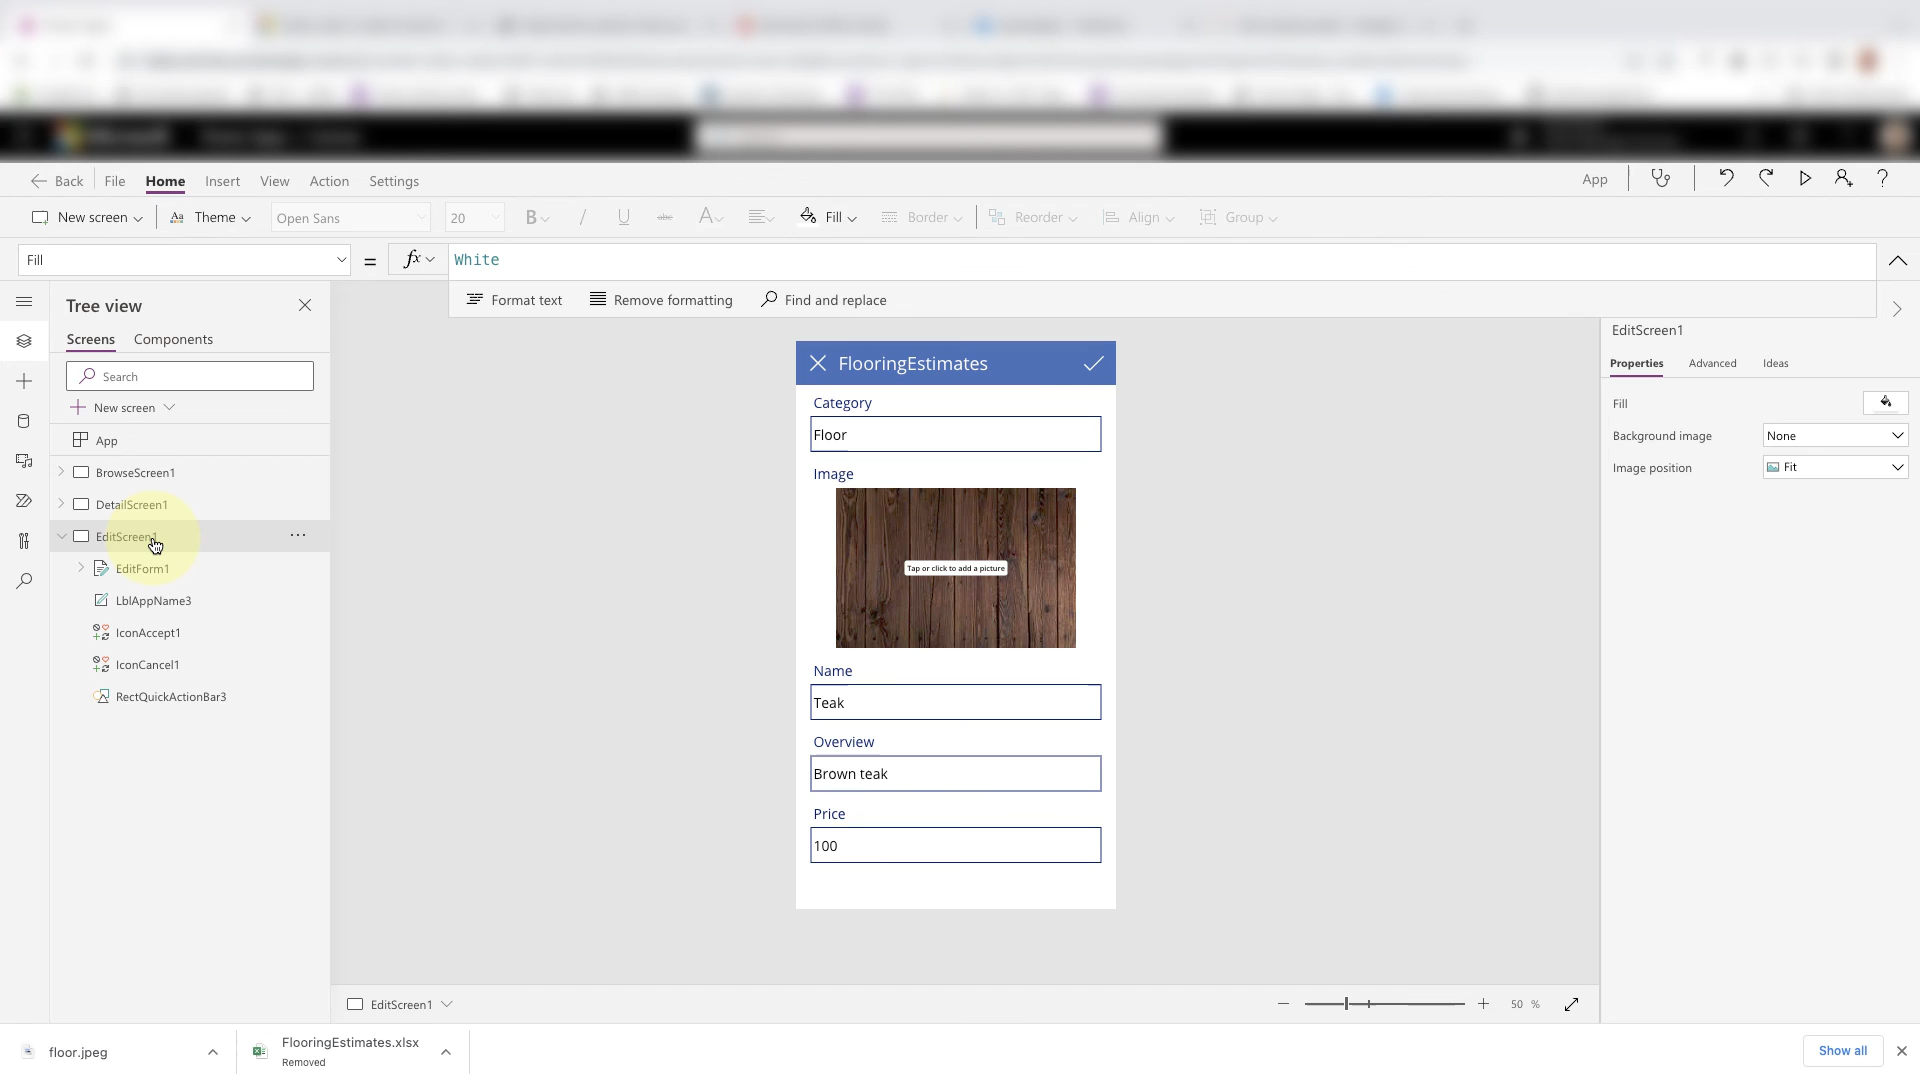 Back File Home Insert View Action Settings App
New screen Theme Open Sans 20 B / U abc A Fill Border Reorder Align Group
Fill = fx White
Format text Remove formatting Find and replace
Tree view
Screens Components
Search
New screen
App
BrowseScreen1
DetailScreen1
EditScreen1
EditForm1
LblAppName3
IconAccept1
IconCancel1
RectQuickActionBar3
FlooringEstimates
Category
Floor
Image
Tap or click to add a picture
Name
Teak
Overview
Brown teak
Price
100
EditScreen1
Properties Advanced Ideas
Fill
Background image None
Image position Fit
EditScreen1 50 %
floor.jpeg
FlooringEstimates.xlsx
Removed
Show all